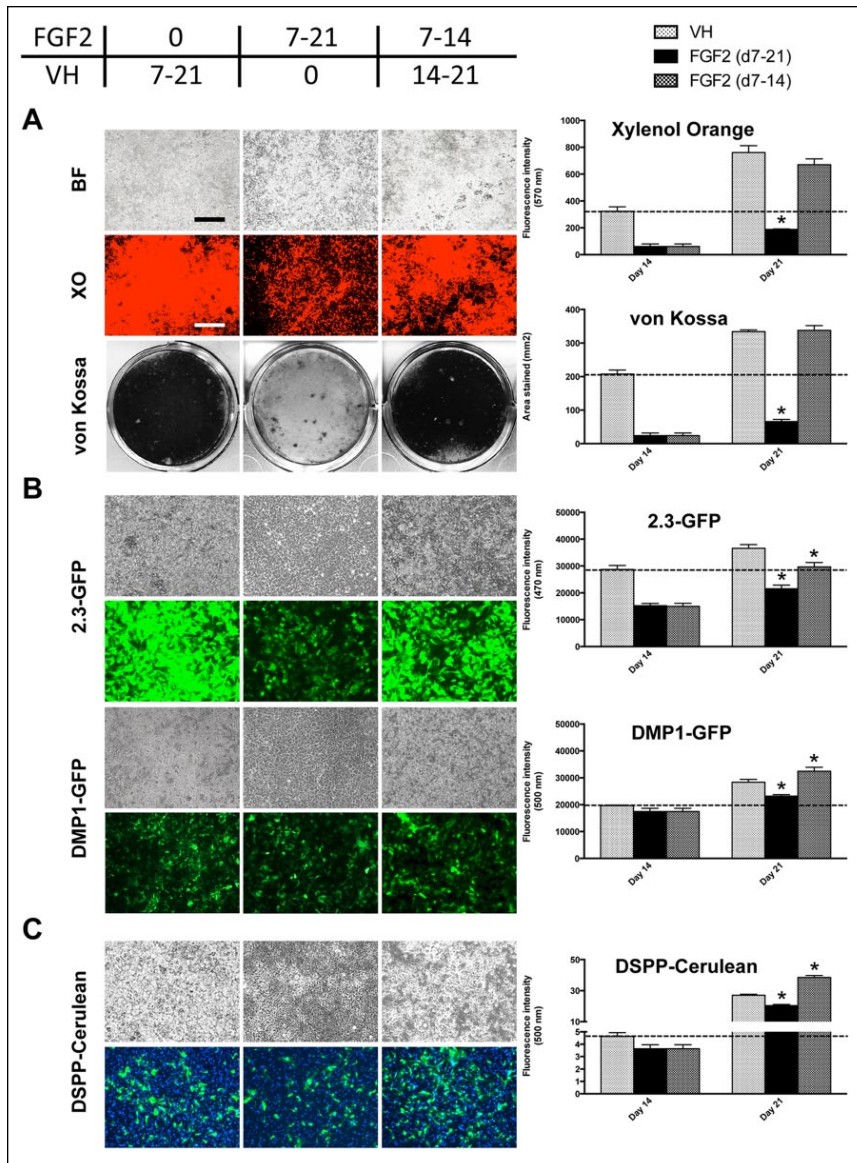 FGF2 0 7-21 7-14
VH 7-21 0 14-21
VH
FGF2 (d7-21)
FGF2 (d7-14)
A
BF
XO
von Kossa
Xylenol Orange
Fluorescence intensity
(570 nm)
1000
800
600
400
200
0
*
Day 14
Day 21
von Kossa
Area stained (mm2)
400
300
200
100
0
*
Day 14
Day 21
B
2.3-GFP
DMP1-GFP
2.3-GFP
Fluorescence intensity
(470 nm)
50000
40000
30000
20000
10000
0
* *
Day 14
Day 21
DMP1-GFP
Fluorescence intensity
(500 nm)
50000
40000
30000
20000
10000
0
* *
Day 14
Day 21
C
DSPP-Cerulean
DSPP-Cerulean
Fluorescence intensity
(500 nm)
50
30
10
5
4
3
2
1
0
* *
Day 14
Day 21